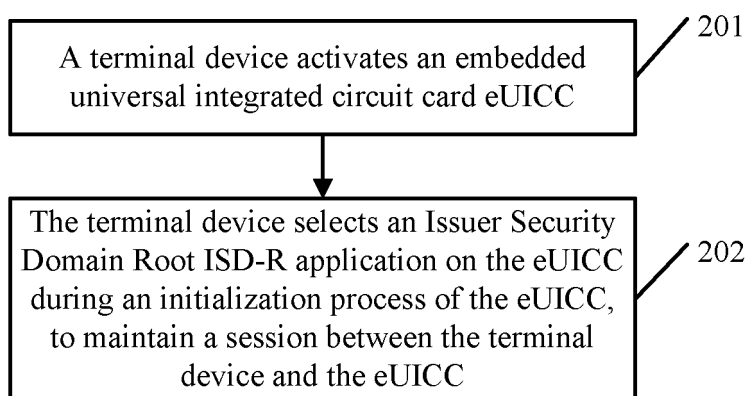 201
A terminal device activates an embedded
universal integrated circuit card eUICC
The terminal device selects an Issuer Security
Domain Root ISD-R application on the eUICC
during an initialization process of the eUICC,
to maintain a session between the terminal
device and the eUICC
202